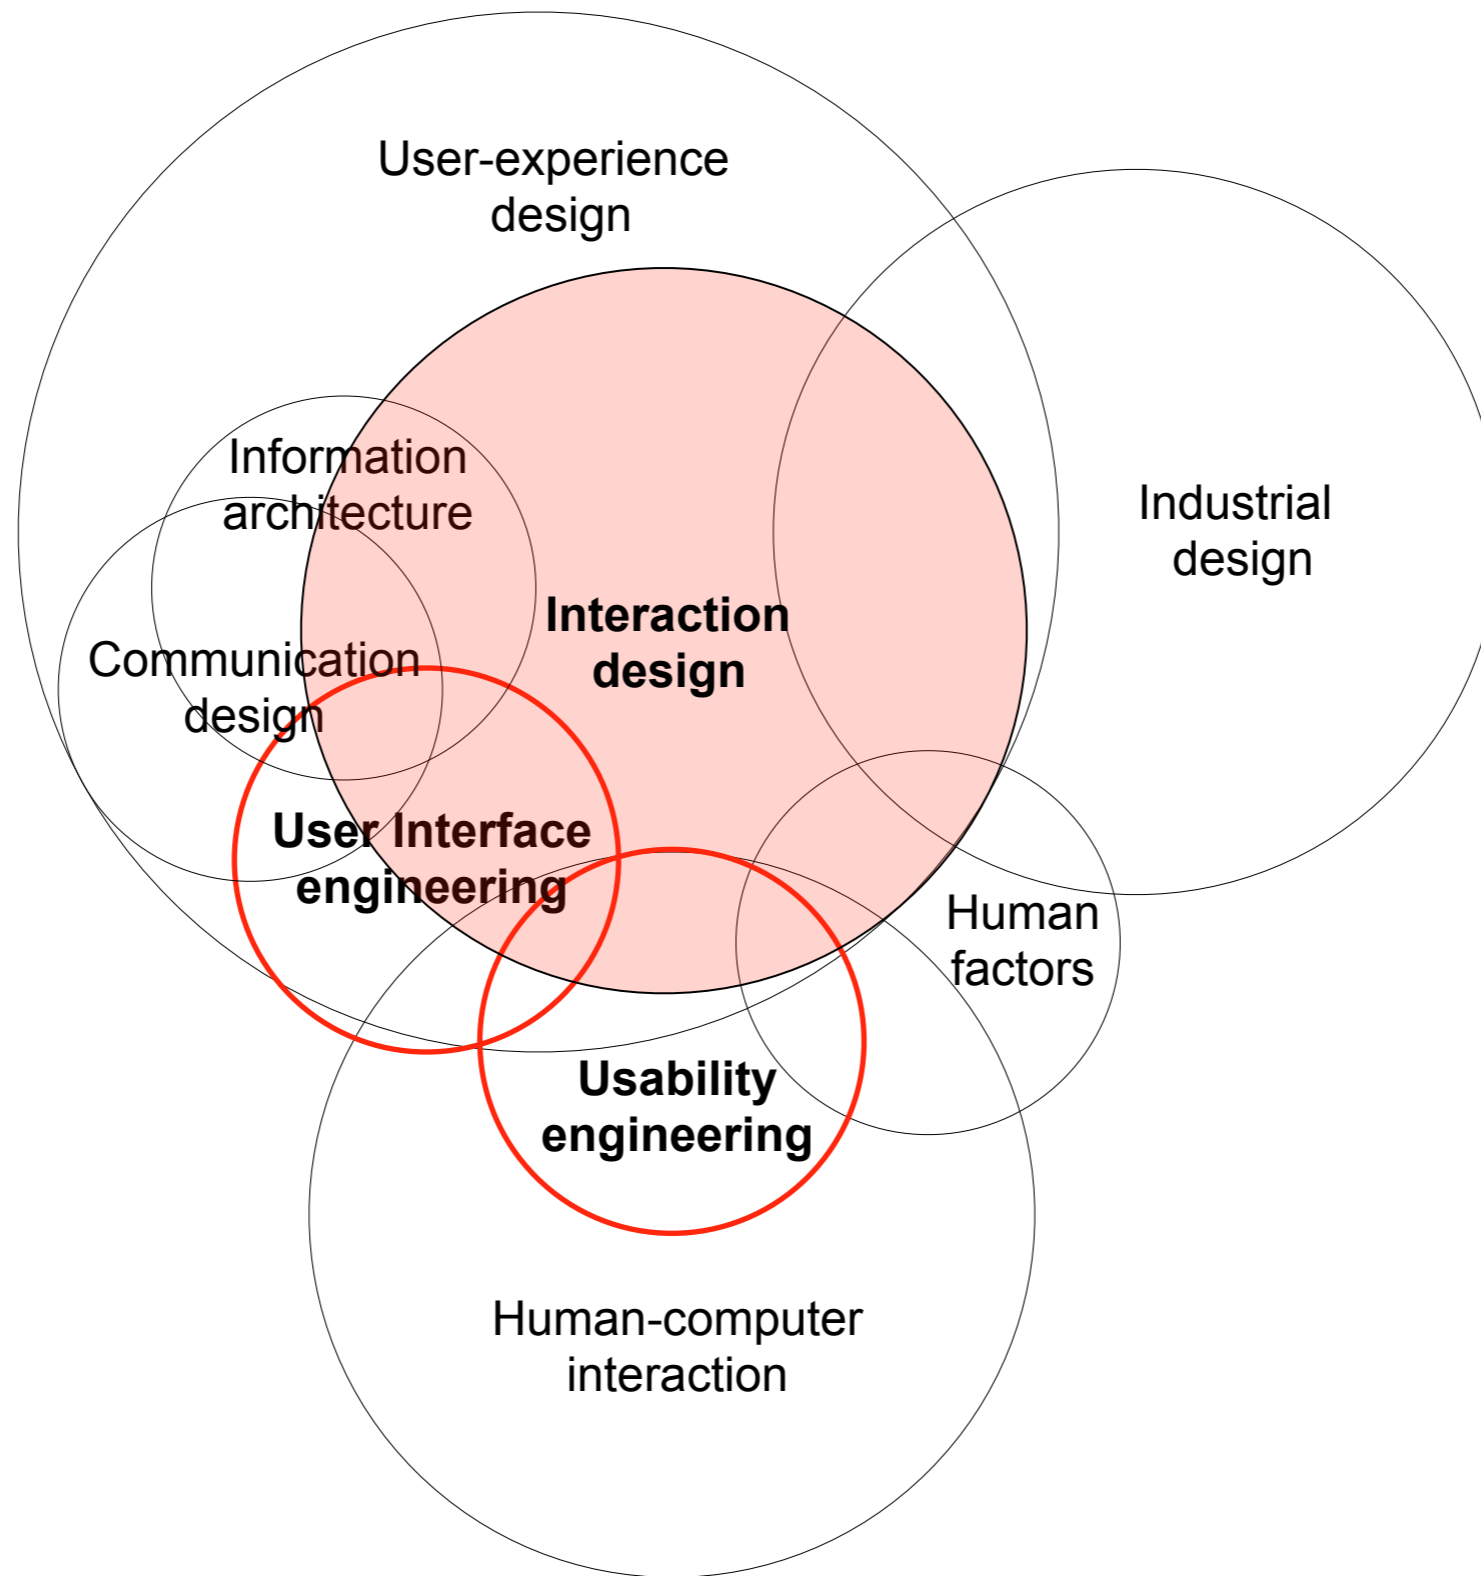 User-experience
design
Information
architecture
Industrial
design
Interaction
design
Communication
design
User Interface
engineering
Human
factors
Usability
engineering
Human-computer
interaction